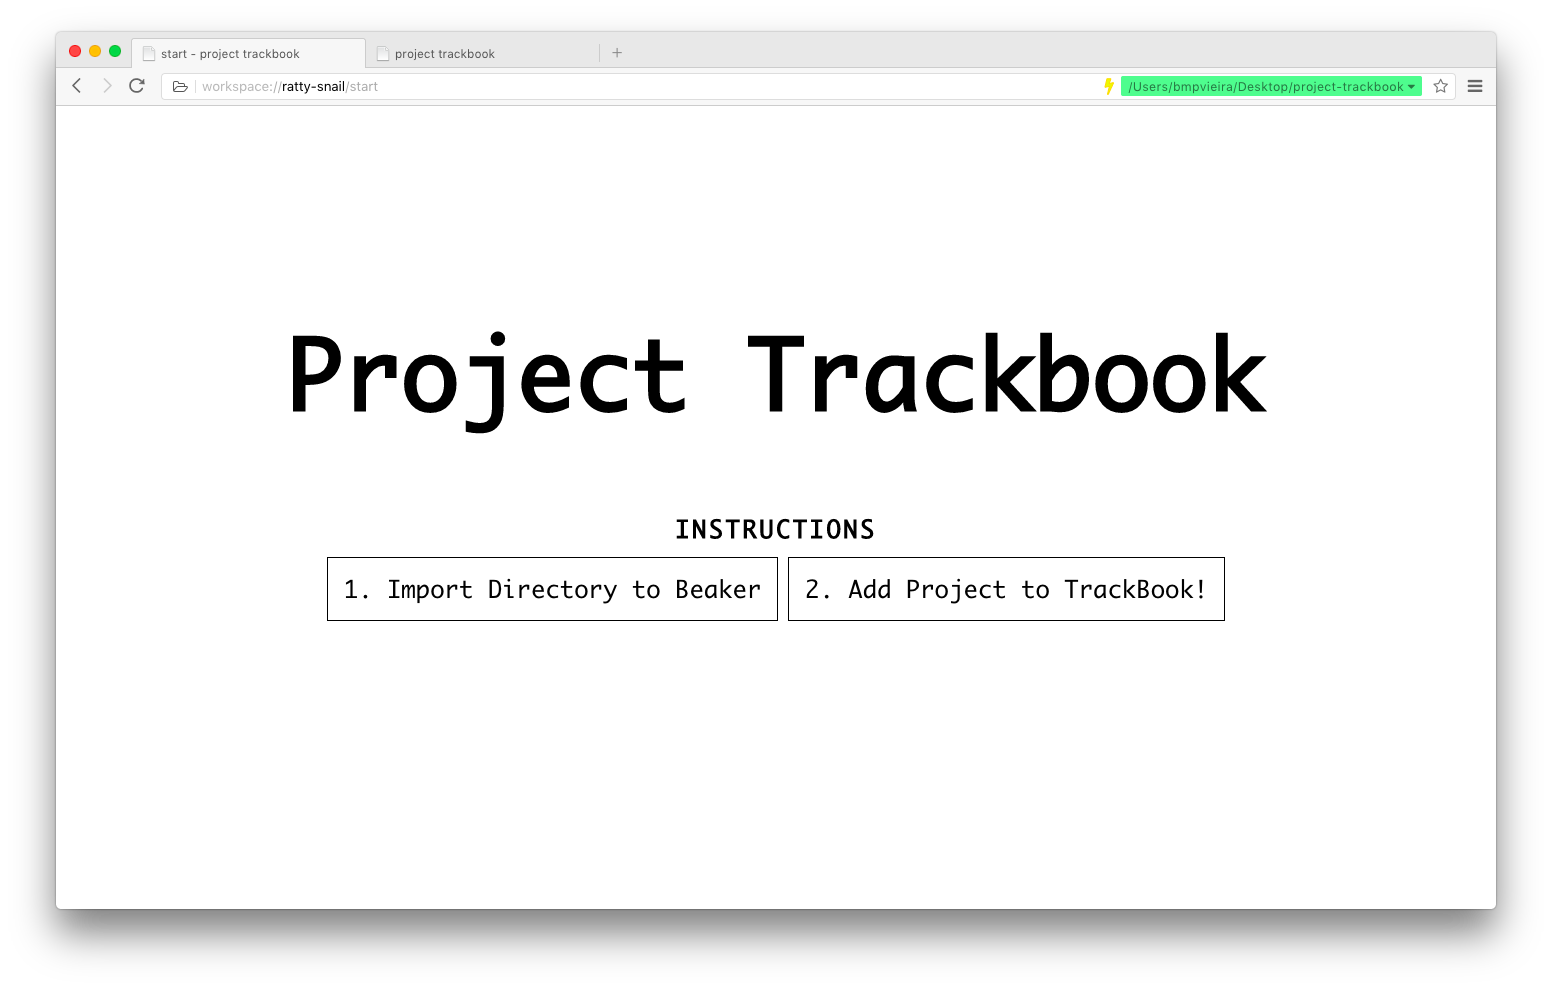 start - project trackbook
project trackbook
workspace://ratty-snail/start
/Users/bmpvieira/Desktop/project-trackbook
Project Trackbook
INSTRUCTIONS
1. Import Directory to Beaker
2. Add Project to TrackBook!